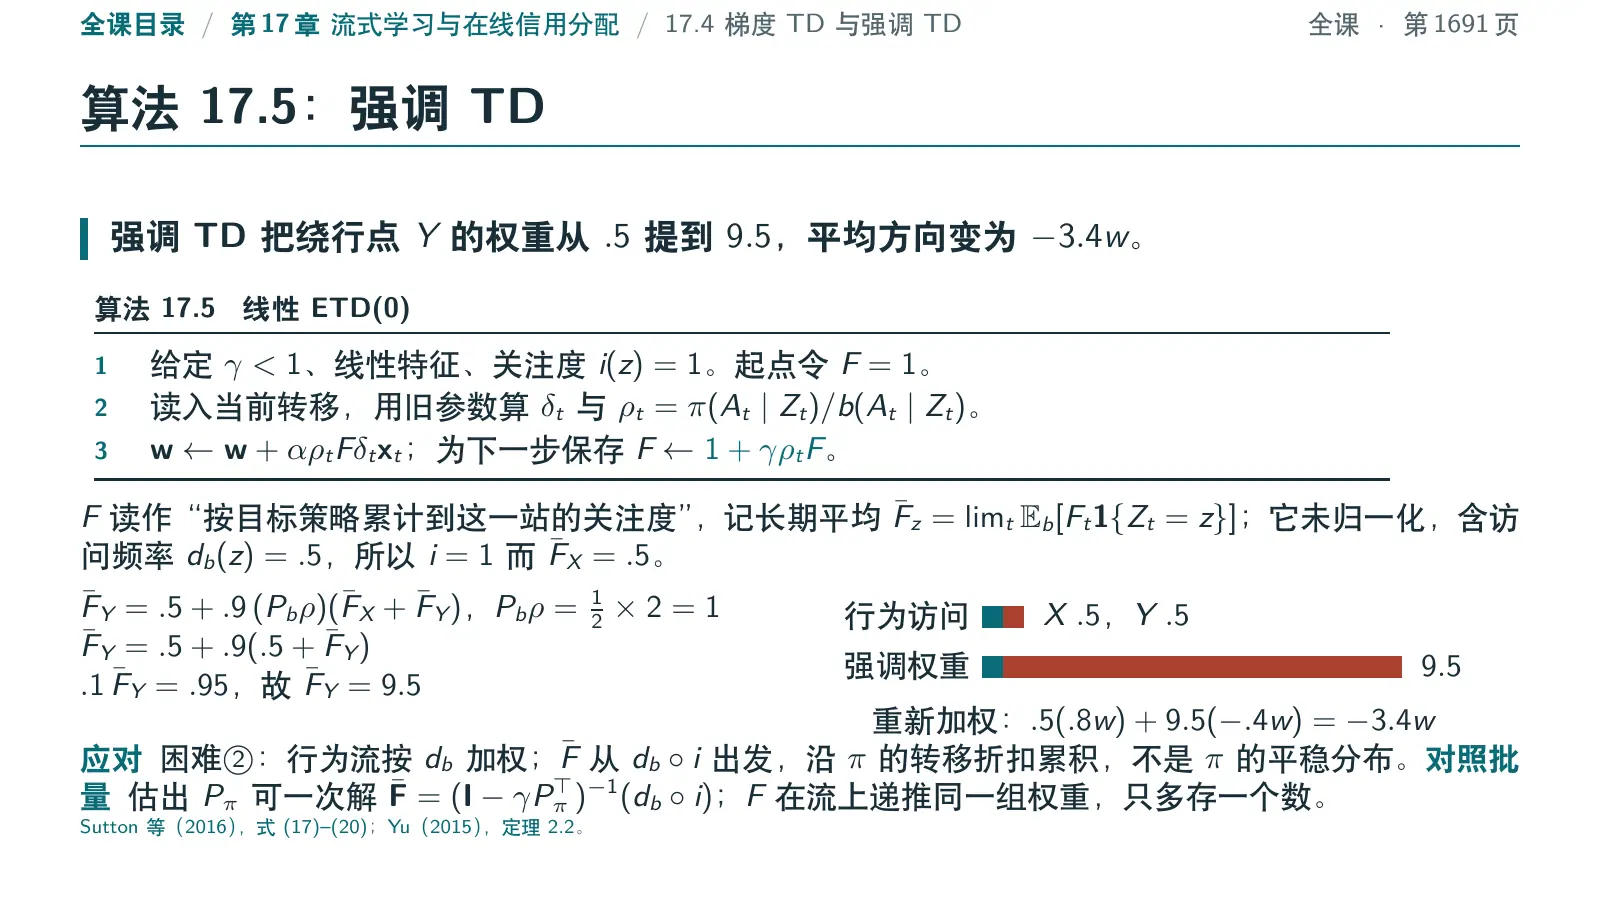 全课目录 / 第 17 章 流式学习与在线信用分配 / 17.4 梯度 TD 与强调 TD
全课 · 第 1691 页
算法 17.5：强调 TD
强调 TD 把绕行点 Y 的权重从 .5 提到 9.5，平均方向变为 −3.4w。
算法 17.5 线性 ETD(0)
1 给定 γ < 1、线性特征、关注度 i(z) = 1。起点令 F = 1。
2 读入当前转移，用旧参数算 δ_t 与 ρ_t = π(A_t | Z_t)/b(A_t | Z_t)。
3 w ← w + αρ_tFδ_tx_t；为下一步保存 F ← 1 + γρ_tF。
F 读作 “按目标策略累计到这一站的关注度”，记长期平均 F̄_z = lim_t 𝔼_b[F_t1{Z_t = z}]；它未归一化，含访
问频率 d_b(z) = .5，所以 i = 1 而 F̄_X = .5。
F̄_Y = .5 + .9 (P_bρ)(F̄_X + F̄_Y)，P_bρ = 1/2 × 2 = 1
F̄_Y = .5 + .9(.5 + F̄_Y)
.1 F̄_Y = .95，故 F̄_Y = 9.5
行为访问 X .5，Y .5
强调权重 9.5
重新加权：.5(.8w) + 9.5(−.4w) = −3.4w
应对 困难②：行为流按 d_b 加权；F̄ 从 d_b ∘ i 出发，沿 π 的转移折扣累积，不是 π 的平稳分布。对照批
量 估出 P_π 可一次解 F̄ = (I − γP_π^⊤)^{−1}(d_b ∘ i)；F 在流上递推同一组权重，只多存一个数。
Sutton 等（2016），式 (17)–(20)；Yu（2015），定理 2.2。